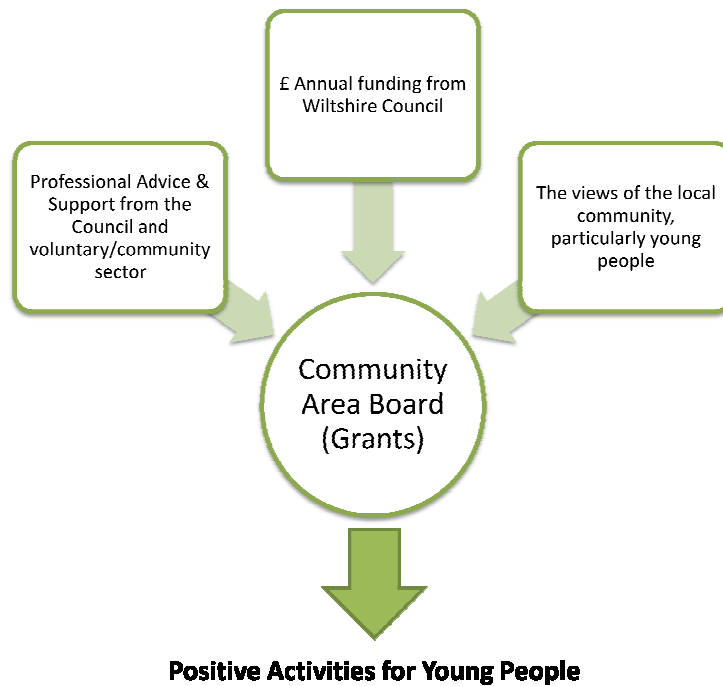 £ Annual funding from
Wiltshire Council
Professional Advice &
Support from the
Council and
voluntary/community
sector
The views of the local
community,
particularly young
people
Community
Area Board
(Grants)
Positive Activities for Young People